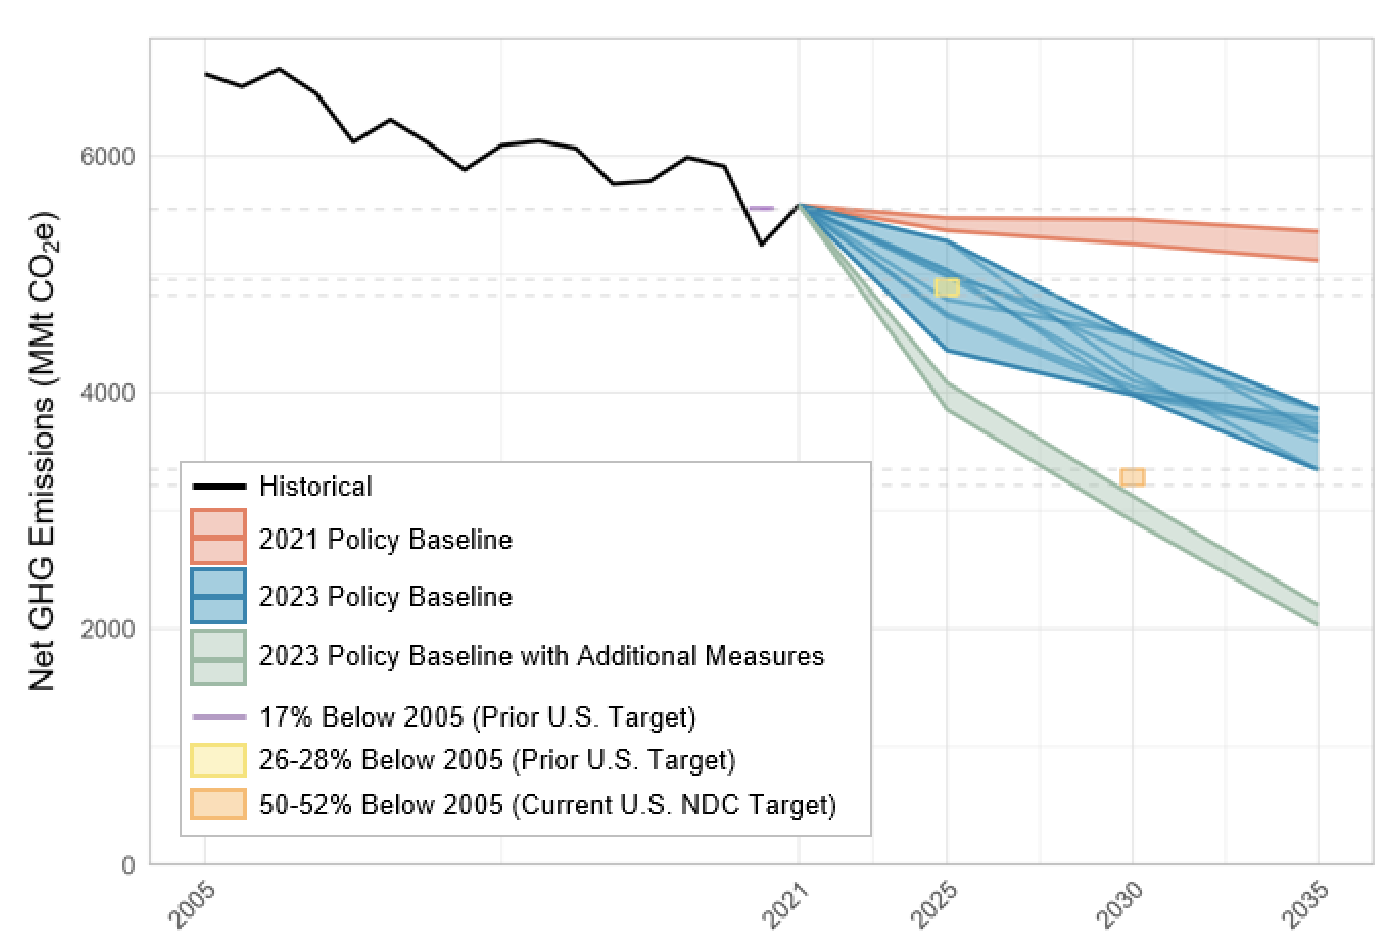 Net GHG Emissions (MMt CO₂e)
6000
4000
2000
0
Historical
2021 Policy Baseline
2023 Policy Baseline
2023 Policy Baseline with Additional Measures
17% Below 2005 (Prior U.S. Target)
26-28% Below 2005 (Prior U.S. Target)
50-52% Below 2005 (Current U.S. NDC Target)
2005
2021
2025
2030
2035